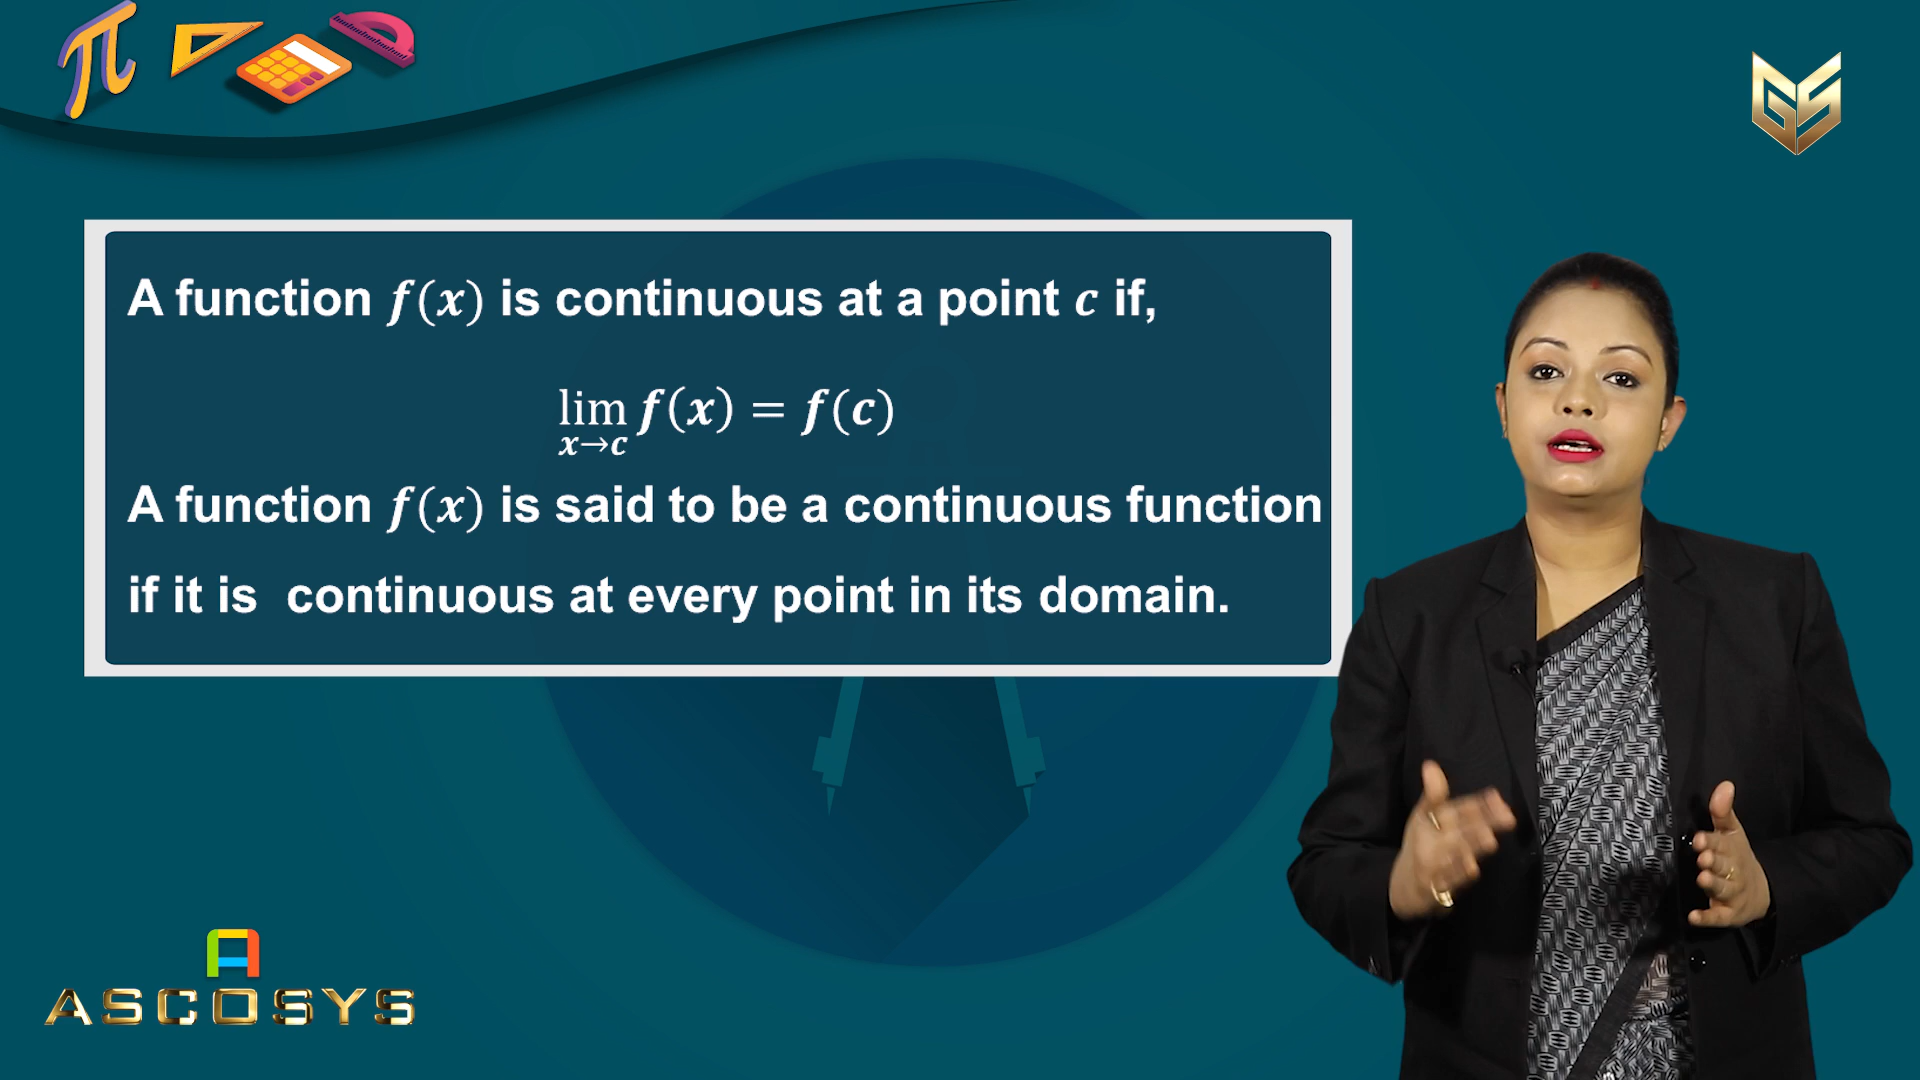 A function f(x) is continuous at a point c if,
lim f(x) = f(c)
x→c
A function f(x) is said to be a continuous function
if it is continuous at every point in its domain.
ASCOSYS